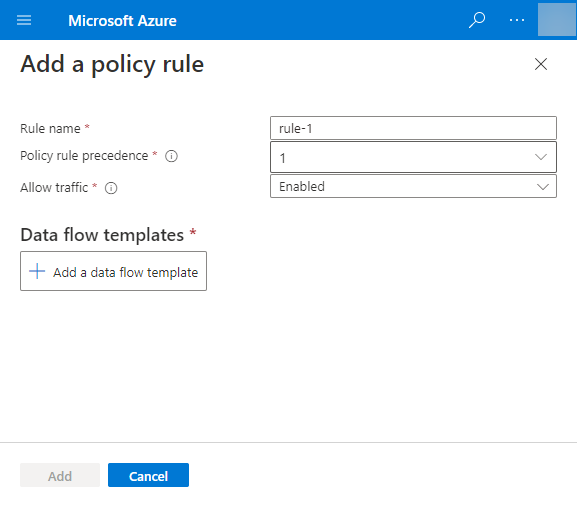 Microsoft Azure
Add a policy rule
Rule name * rule-1
Policy rule precedence * 1
Allow traffic * Enabled
Data flow templates *
Add a data flow template
Add Cancel